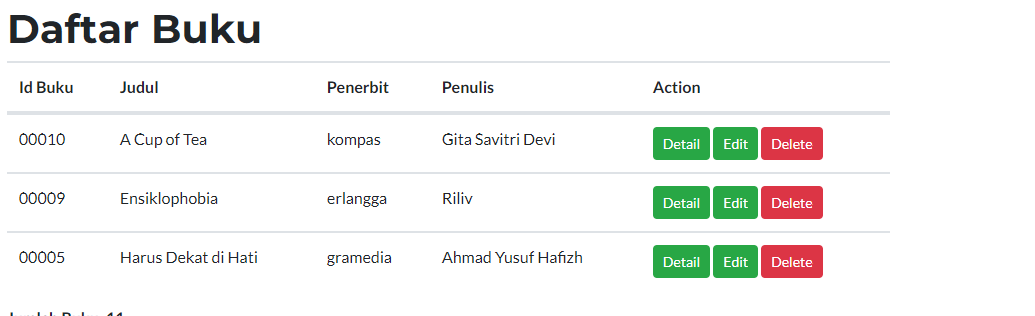 Daftar Buku
Id Buku Judul Penerbit Penulis Action
00010 A Cup of Tea kompas Gita Savitri Devi Detail Edit Delete
00009 Ensiklophobia erlangga Riliv Detail Edit Delete
00005 Harus Dekat di Hati gramedia Ahmad Yusuf Hafizh Detail Edit Delete